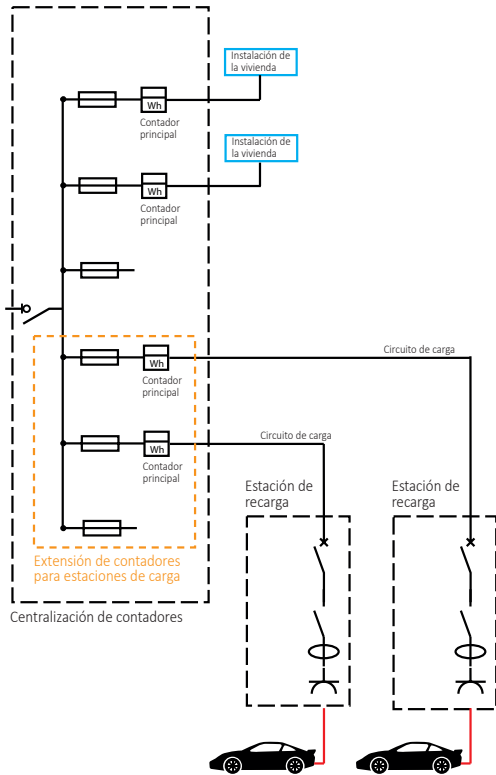 Instalación de
la vivienda
Wh
Contador
principal
Instalación de
la vivienda
Wh
Contador
principal
Wh
Circuito de carga
Contador
principal
Wh
Circuito de carga
Contador
principal
Estación de
recarga
Estación de
recarga
Extensión de contadores
para estaciones de carga
Centralización de contadores